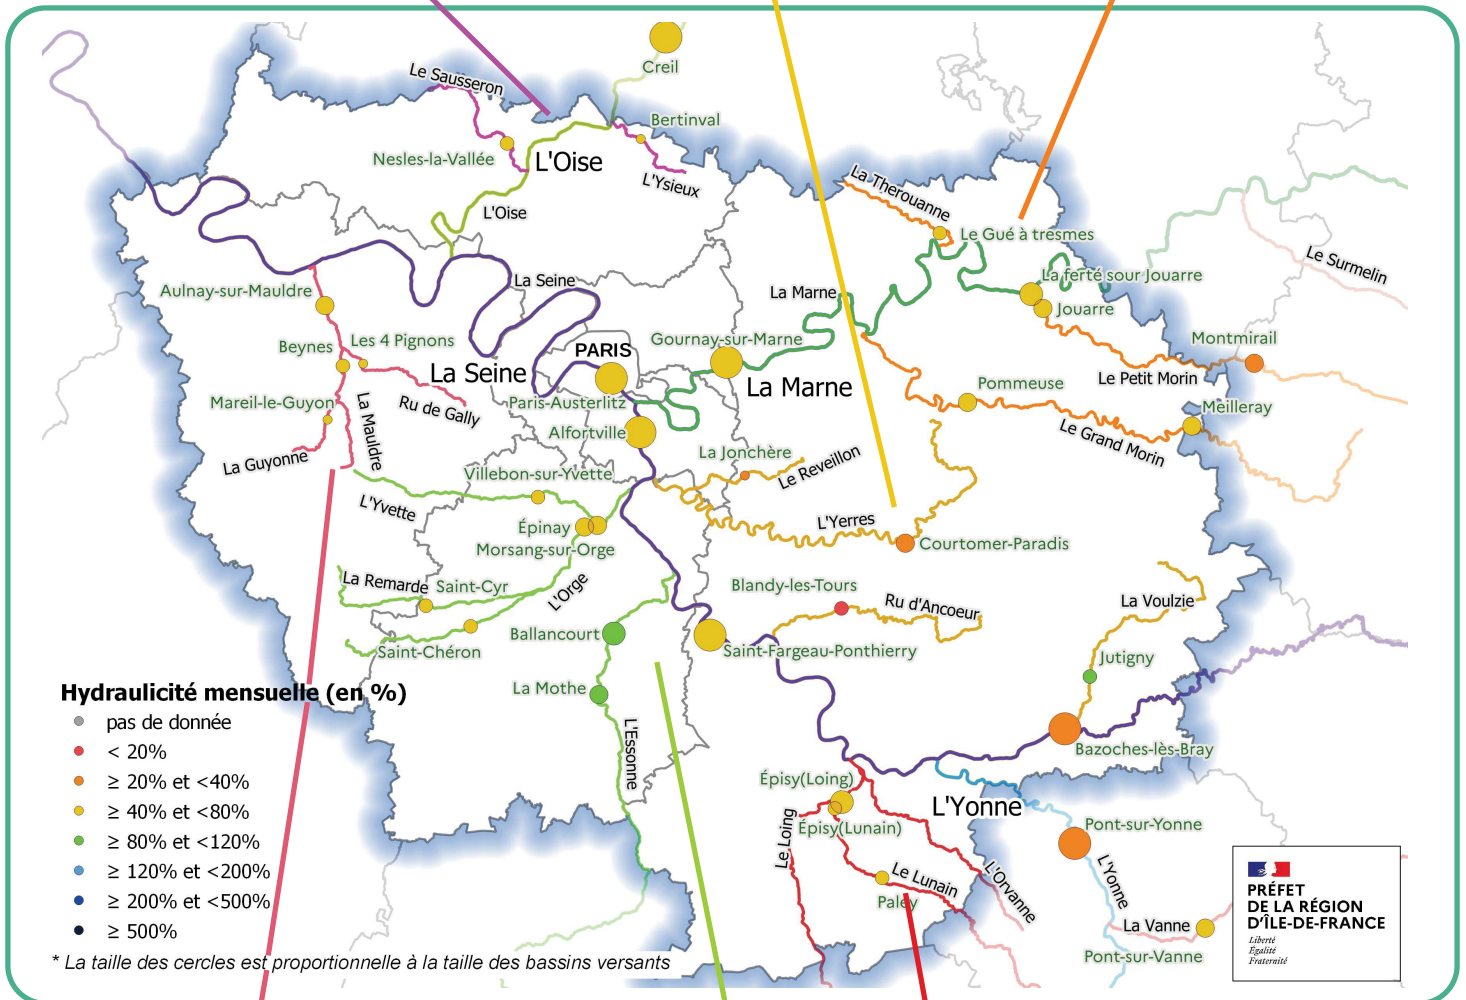 Creil
Le Sausseron
Bertinval
Nesles-la-Vallée
L'Oise
L'Ysieux
La Therouanne
L'Oise
Le Gué à tresmes
Le Surmelin
La ferté sour Jouarre
La Seine
Aulnay-sur-Mauldre
La Marne
Jouarre
Les 4 Pignons
Beynes
Gournay-sur-Marne
Montmirail
PARIS
La Seine
La Marne
Le Petit Morin
Pommeuse
Mareil-le-Guyon
La Mauldre
Ru de Gally
Paris-Austerlitz
Meilleray
Alfortville
Le Grand Morin
La Guyonne
La Jonchère
Le Reveillon
Villebon-sur-Yvette
L'Yvette
L'Yerres
Épinay
Courtomer-Paradis
Morsang-sur-Orge
La Remarde
Saint-Cyr
L'Orge
Blandy-les-Tours
Ru d'Ancoeur
La Voulzie
Ballancourt
Saint-Chéron
Saint-Fargeau-Ponthierry
Jutigny
La Mothe
L'Essonne
Bazoches-lès-Bray
Hydraulicité mensuelle (en %)
pas de donnée
< 20%
≥ 20% et <40%
≥ 40% et <80%
≥ 80% et <120%
≥ 120% et <200%
≥ 200% et <500%
≥ 500%
* La taille des cercles est proportionnelle à la taille des bassins versants
Épisy(Loing)
L'Yonne
Épisy(Lunain)
Le Loing
Pont-sur-Yonne
Le Lunain
L'Orvanne
L'Yonne
Paley
La Vanne
Pont-sur-Vanne
PRÉFET
DE LA RÉGION
D'ÎLE-DE-FRANCE
Liberté
Égalité
Fraternité